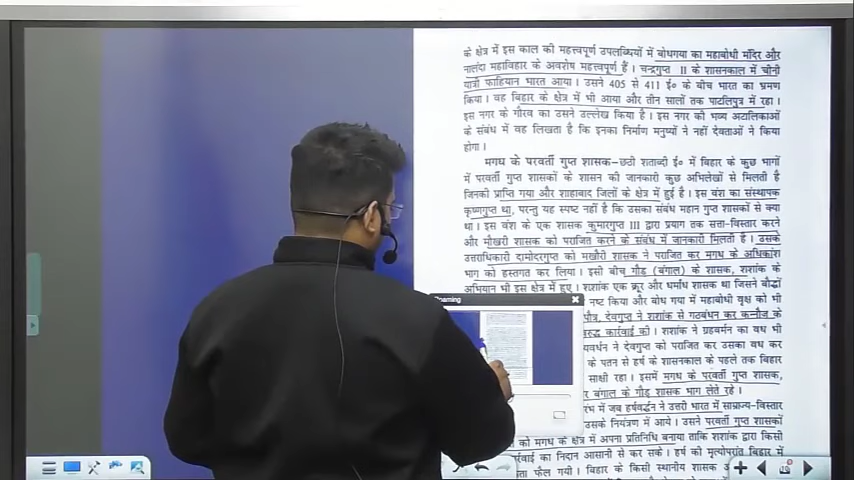 के क्षेत्र में इस काल की महत्त्वपूर्ण उपलब्धियों में बोधगया का महाबोधी मंदिर और
नालंदा महाविहार के अवशेष महत्त्वपूर्ण हैं । चन्द्रगुप्त II के शासनकाल में चीनी
यात्री फाहियान भारत आया । उसने 405 से 411 ई० के बीच भारत का भ्रमण
किया । वह बिहार के क्षेत्र में भी आया और तीन सालों तक पाटलिपुत्र में रहा ।
इस नगर के गौरव का उसने उल्लेख किया है । इस नगर की भव्य अटालिकाओं
के संबंध में वह लिखता है कि इनका निर्माण मनुष्यों ने नहीं देवताओं ने किया
होगा ।
मगध के परवर्ती गुप्त शासक–छठी शताब्दी ई० में बिहार के कुछ भागों
में परवर्ती गुप्त शासकों के शासन की जानकारी कुछ अभिलेखों से मिलती है
जिनकी प्राप्ति गया और शाहाबाद जिलों के क्षेत्र में हुई है । इस वंश का संस्थापक
कृष्णगुप्त था, परन्तु यह स्पष्ट नहीं है कि उसका संबंध महान गुप्त शासकों से क्या
था । इस वंश के एक शासक कुमारगुप्त III द्वारा प्रयाग तक सत्ता-विस्तार करने
और मौखरी शासक को पराजित करने के संबंध में जानकारी मिलती है । उसके
उत्तराधिकारी दामोदरगुप्त को मखौरी शासक ने पराजित कर मगध के अधिकांश
भाग को हस्तगत कर लिया । इसी बीच गौड़ (बंगाल) के शासक, शशांक के
अभियान भी इस क्षेत्र में हुए । शशांक एक क्रूर और धर्मांध शासक था जिसने बौद्धों
oaming
नष्ट किया और बोध गया में महाबोधी वृक्ष को भी
पौत्र, देवगुप्त ने शशांक से गठबंधन कर कन्नौज के
रुद्ध कार्रवाई की । शशांक ने ग्रहवर्मन का वध भी
यवर्धन ने देवगुप्त को पराजित कर उसका वध कर
के पतन से हर्ष के शासनकाल के पहले तक बिहार
साक्षी रहा । इसमें मगध के परवर्ती गुप्त शासक,
बंगाल के गौड़ शासक भाग लेते रहे ।
रंभ में जब हर्षवर्द्धन ने उत्तरी भारत में साम्राज्य-विस्तार
उसके नियंत्रण में आये । उसने परवर्ती गुप्त शासकों
को मगध के क्षेत्र में अपना प्रतिनिधि बनाया ताकि शशांक द्वारा किसी
र्रवाई का निदान आसानी से कर सके । हर्ष की मृत्योपरांत बिहार में
ता फैल गयी । बिहार के किसी स्थानीय शासक